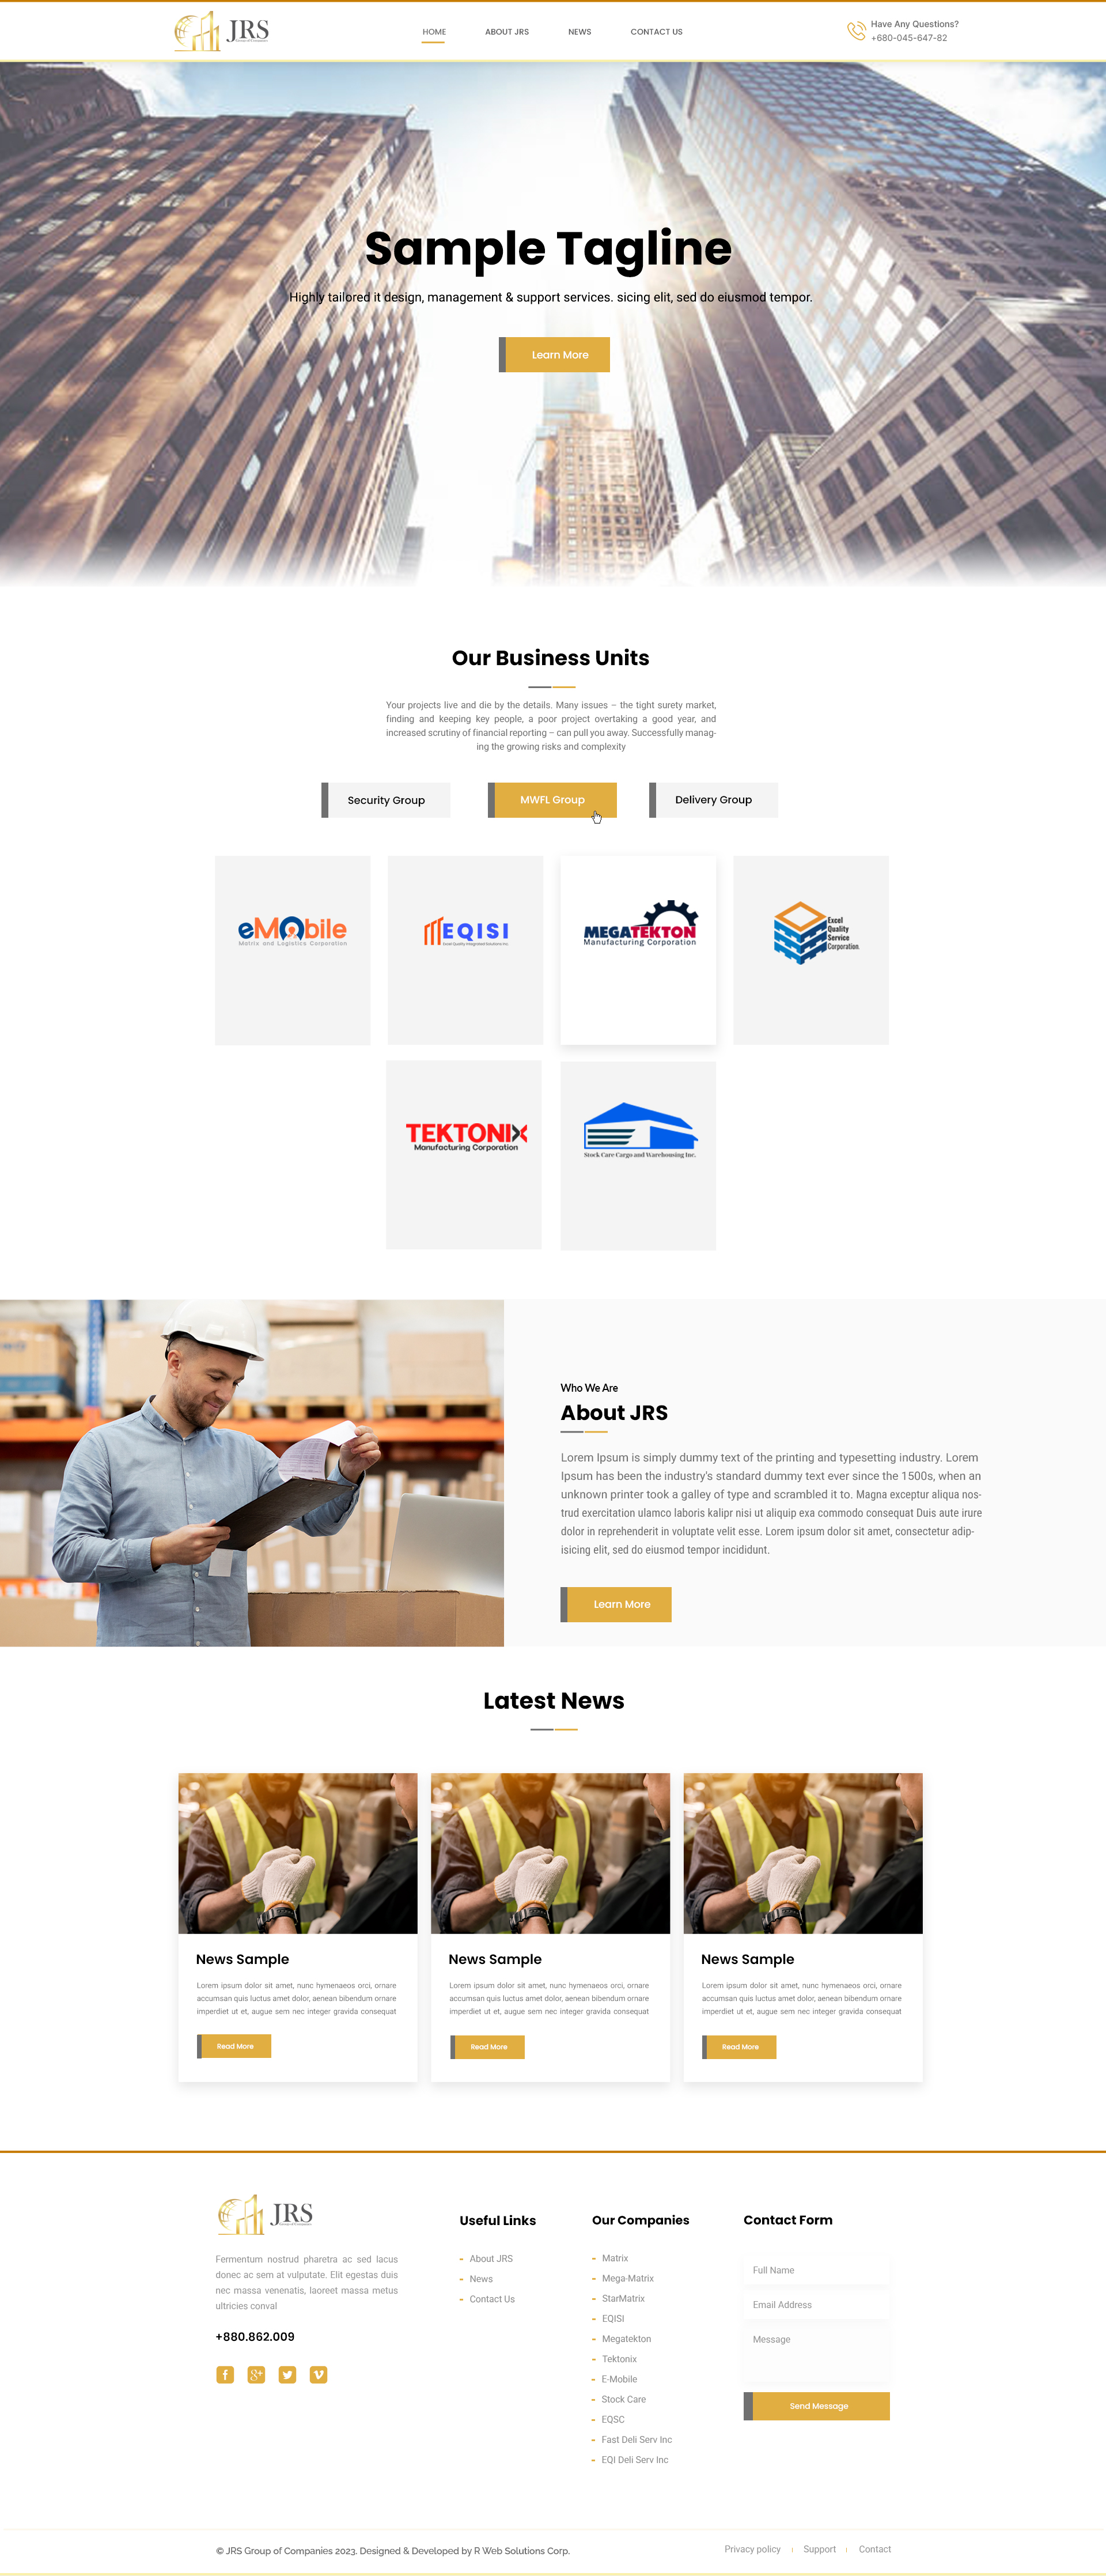 JRS
HOME
ABOUT JRS
NEWS
CONTACT US
Have Any Questions?
+680-045-647-82
Sample Tagline
Highly tailored it design, management & support services. sicing elit, sed do eiusmod tempor.
Learn More
Our Business Units
Your projects live and die by the details. Many issues – the tight surety market,
finding and keeping key people, a poor project overtaking a good year, and
increased scrutiny of financial reporting – can pull you away. Successfully manag-
ing the growing risks and complexity
Security Group
MWFL Group
Delivery Group
eMobile
Matrix and Logistics Corporation
EQISI
Excel Quality Integrated Solutions Inc
MEGATEKTON
Manufacturing Corporation
Excel
Quality
Service
Corporation.
TEKTONIX
Manufacturing Corporation
Stock Care Cargo and Warehousing Inc.
Who We Are
About JRS
Lorem Ipsum is simply dummy text of the printing and typesetting industry. Lorem
Ipsum has been the industry's standard dummy text ever since the 1500s, when an
unknown printer took a galley of type and scrambled it to. Magna exceptur aliqua nos-
trud exercitation ulamco laboris kalipr nisi ut aliquip exa commodo consequat Duis aute irure
dolor in reprehenderit in voluptate velit esse. Lorem ipsum dolor sit amet, consectetur adip-
isicing elit, sed do eiusmod tempor incididunt.
Learn More
Latest News
News Sample
Lorem ipsum dolor sit amet, nunc hymenaeos orci, ornare
accumsan quis luctus amet dolor, aenean bibendum ornare
imperdiet ut et, augue sem nec integer gravida consequat
Read More
News Sample
Lorem ipsum dolor sit amet, nunc hymenaeos orci, ornare
accumsan quis luctus amet dolor, aenean bibendum ornare
imperdiet ut et, augue sem nec integer gravida consequat
Read More
News Sample
Lorem ipsum dolor sit amet, nunc hymenaeos orci, ornare
accumsan quis luctus amet dolor, aenean bibendum ornare
imperdiet ut et, augue sem nec integer gravida consequat
Read More
JRS
Fermentum nostrud pharetra ac sed lacus
donec ac sem at vulputate. Elit egestas duis
nec massa venenatis, laoreet massa metus
ultricies conval
+880.862.009
Useful Links
About JRS
News
Contact Us
Our Companies
Matrix
Mega-Matrix
StarMatrix
EQISI
Megatekton
Tektonix
E-Mobile
Stock Care
EQSC
Fast Deli Serv Inc
EQI Deli Serv Inc
Contact Form
Full Name
Email Address
Message
Send Message
© JRS Group of Companies 2023. Designed & Developed by R Web Solutions Corp.
Privacy policy
Support
Contact